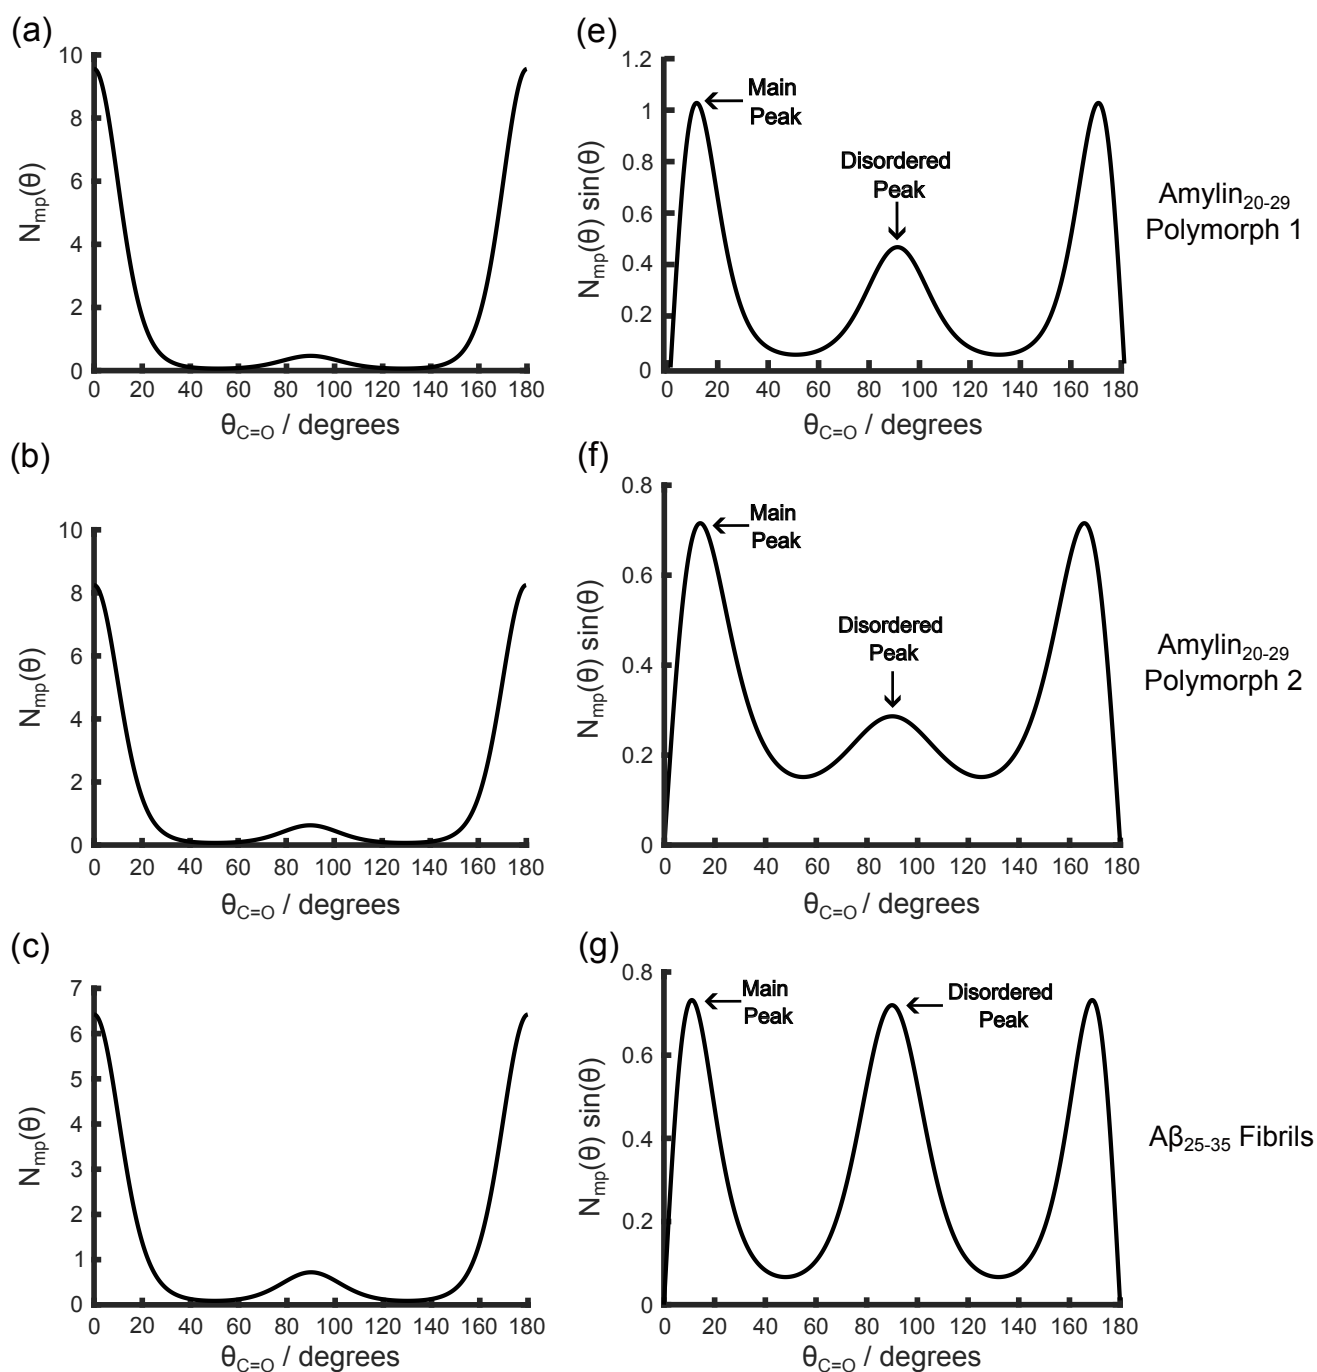 (a)
10
8
6
4
2
0
N_mp(θ)
0 20 40 60 80 100 120 140 160 180
θ_C=O / degrees
(e)
1.2
1
0.8
0.6
0.4
0.2
0
N_mp(θ) sin(θ)
Main
Peak
Disordered
Peak
0 20 40 60 80 100 120 140 160 180
θ_C=O / degrees
Amylin_20-29
Polymorph 1
(b)
10
8
6
4
2
0
N_mp(θ)
0 20 40 60 80 100 120 140 160 180
θ_C=O / degrees
(f)
0.8
0.6
0.4
0.2
0
N_mp(θ) sin(θ)
Main
Peak
Disordered
Peak
0 20 40 60 80 100 120 140 160 180
θ_C=O / degrees
Amylin_20-29
Polymorph 2
(c)
7
6
5
4
3
2
1
0
N_mp(θ)
0 20 40 60 80 100 120 140 160 180
θ_C=O / degrees
(g)
0.8
0.6
0.4
0.2
0
N_mp(θ) sin(θ)
Main
Peak
Disordered
Peak
0 20 40 60 80 100 120 140 160 180
θ_C=O / degrees
Aβ_25-35 Fibrils